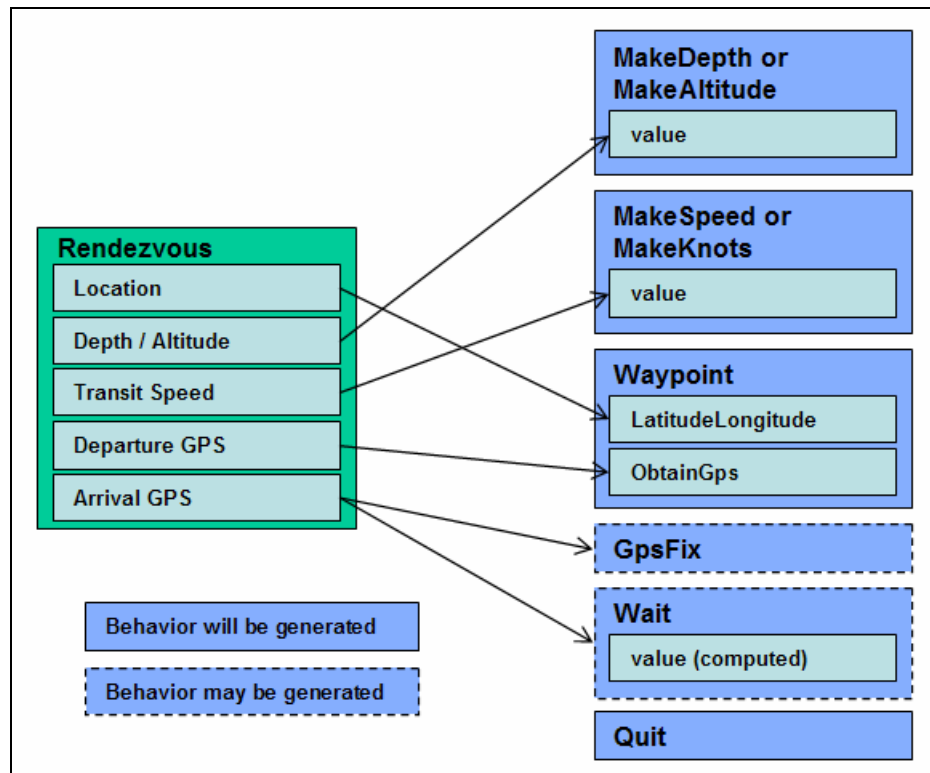 Rendezvous
Location
Depth / Altitude
Transit Speed
Departure GPS
Arrival GPS
Behavior will be generated
Behavior may be generated
MakeDepth or
MakeAltitude
value
MakeSpeed or
MakeKnots
value
Waypoint
LatitudeLongitude
ObtainGps
GpsFix
Wait
value (computed)
Quit